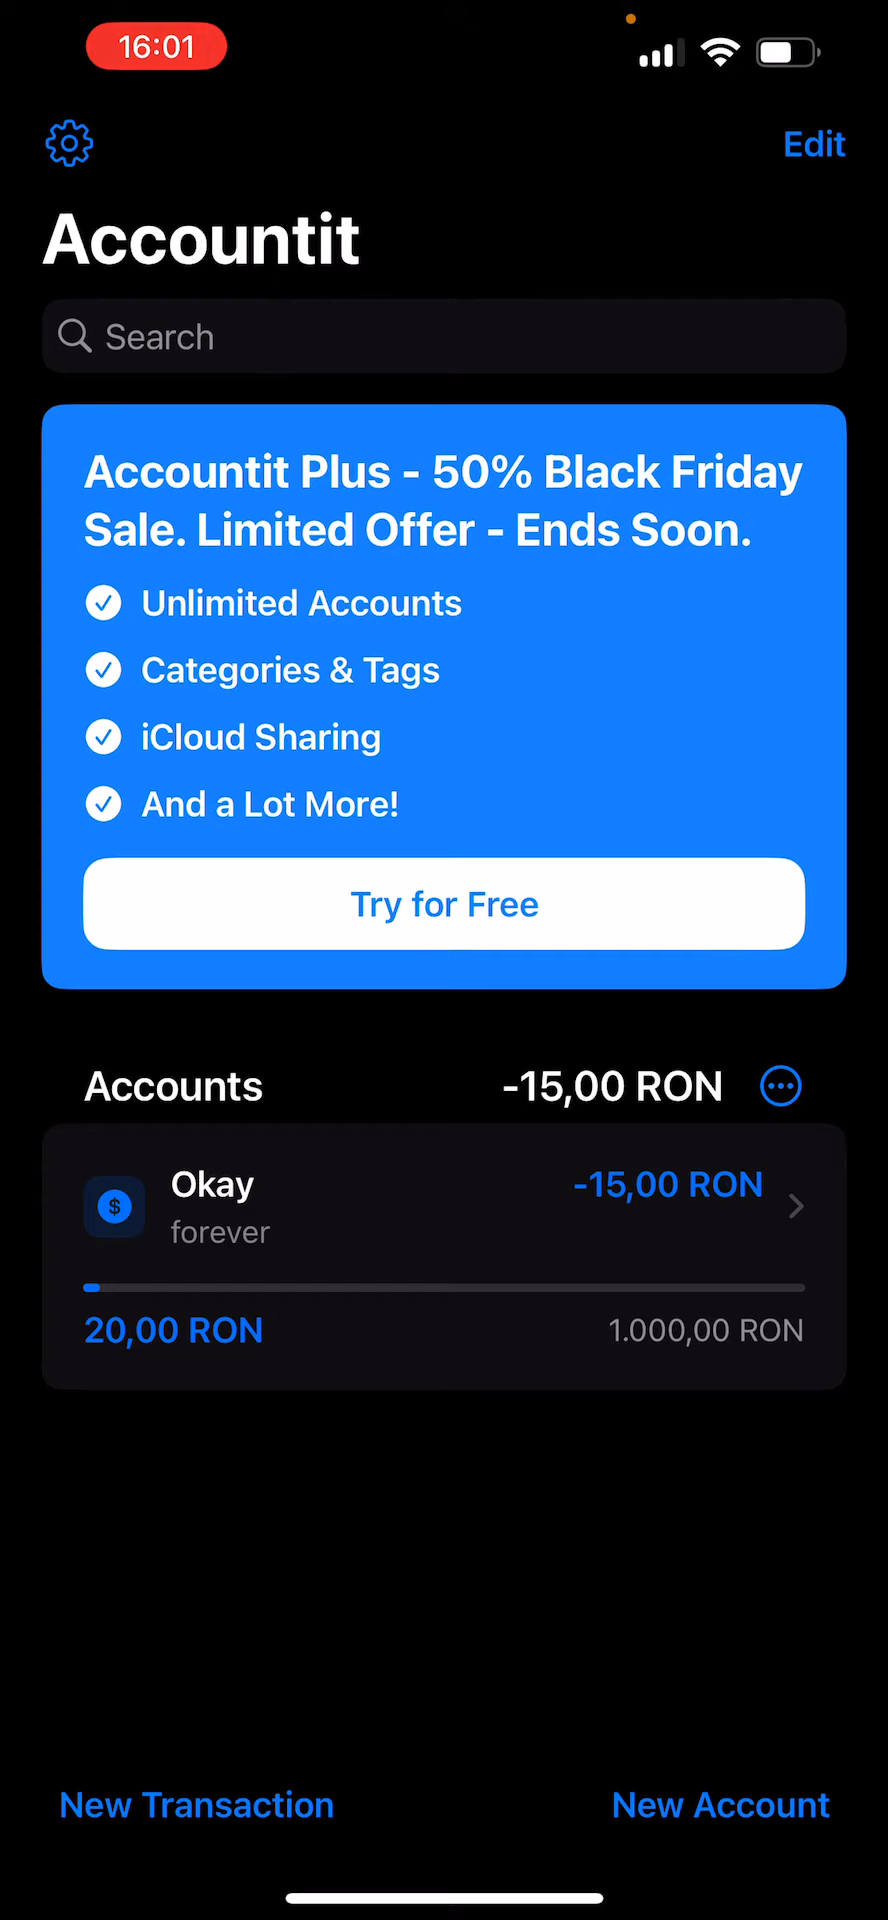 16:01
Edit
Accountit
Search
Accountit Plus - 50% Black Friday
Sale. Limited Offer - Ends Soon.
Unlimited Accounts
Categories & Tags
iCloud Sharing
And a Lot More!
Try for Free
Accounts -15,00 RON
$ Okay -15,00 RON
forever
20,00 RON 1.000,00 RON
New Transaction New Account